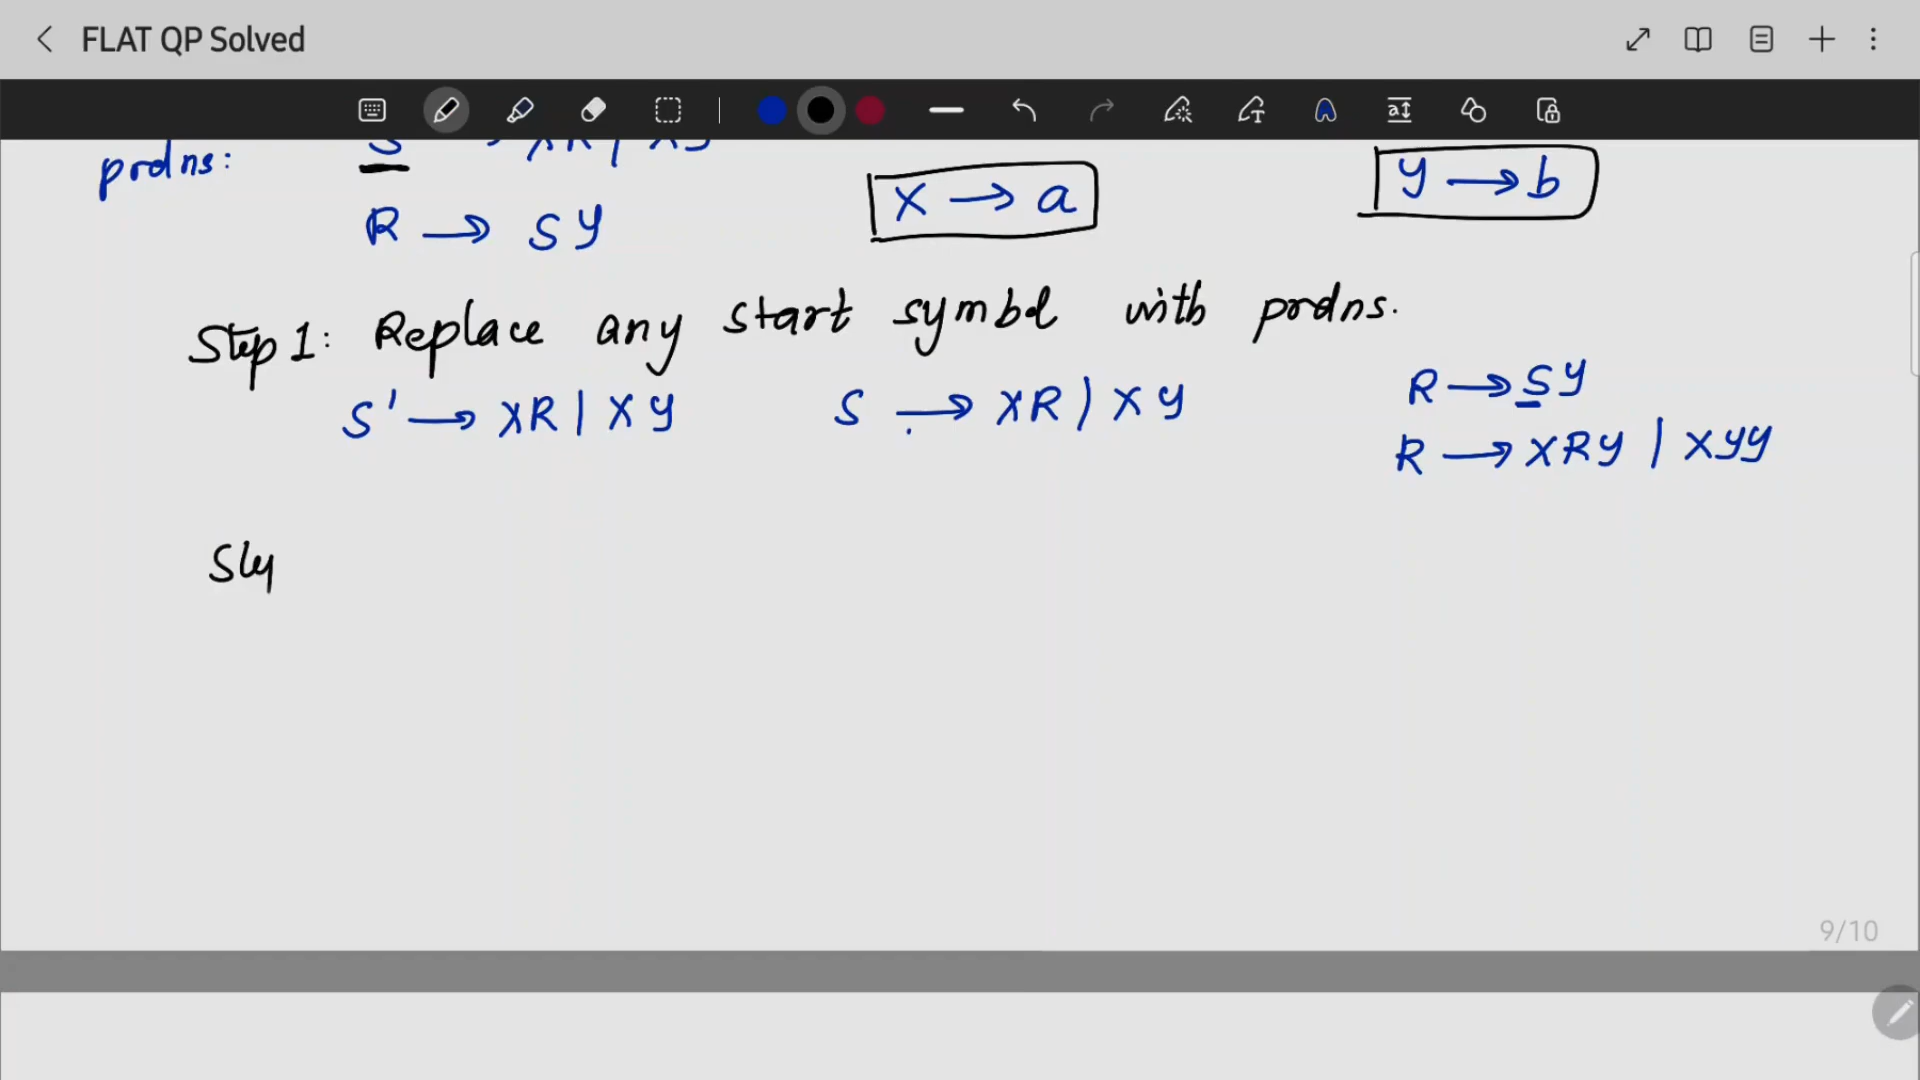 FLAT QP Solved
prdns:
X → a
Y → b
R → SY
Step 1: Replace any start symbol with prdns.
R → SY
S' → XR | XY S → XR | XY
R → XRY | XYY
9/10